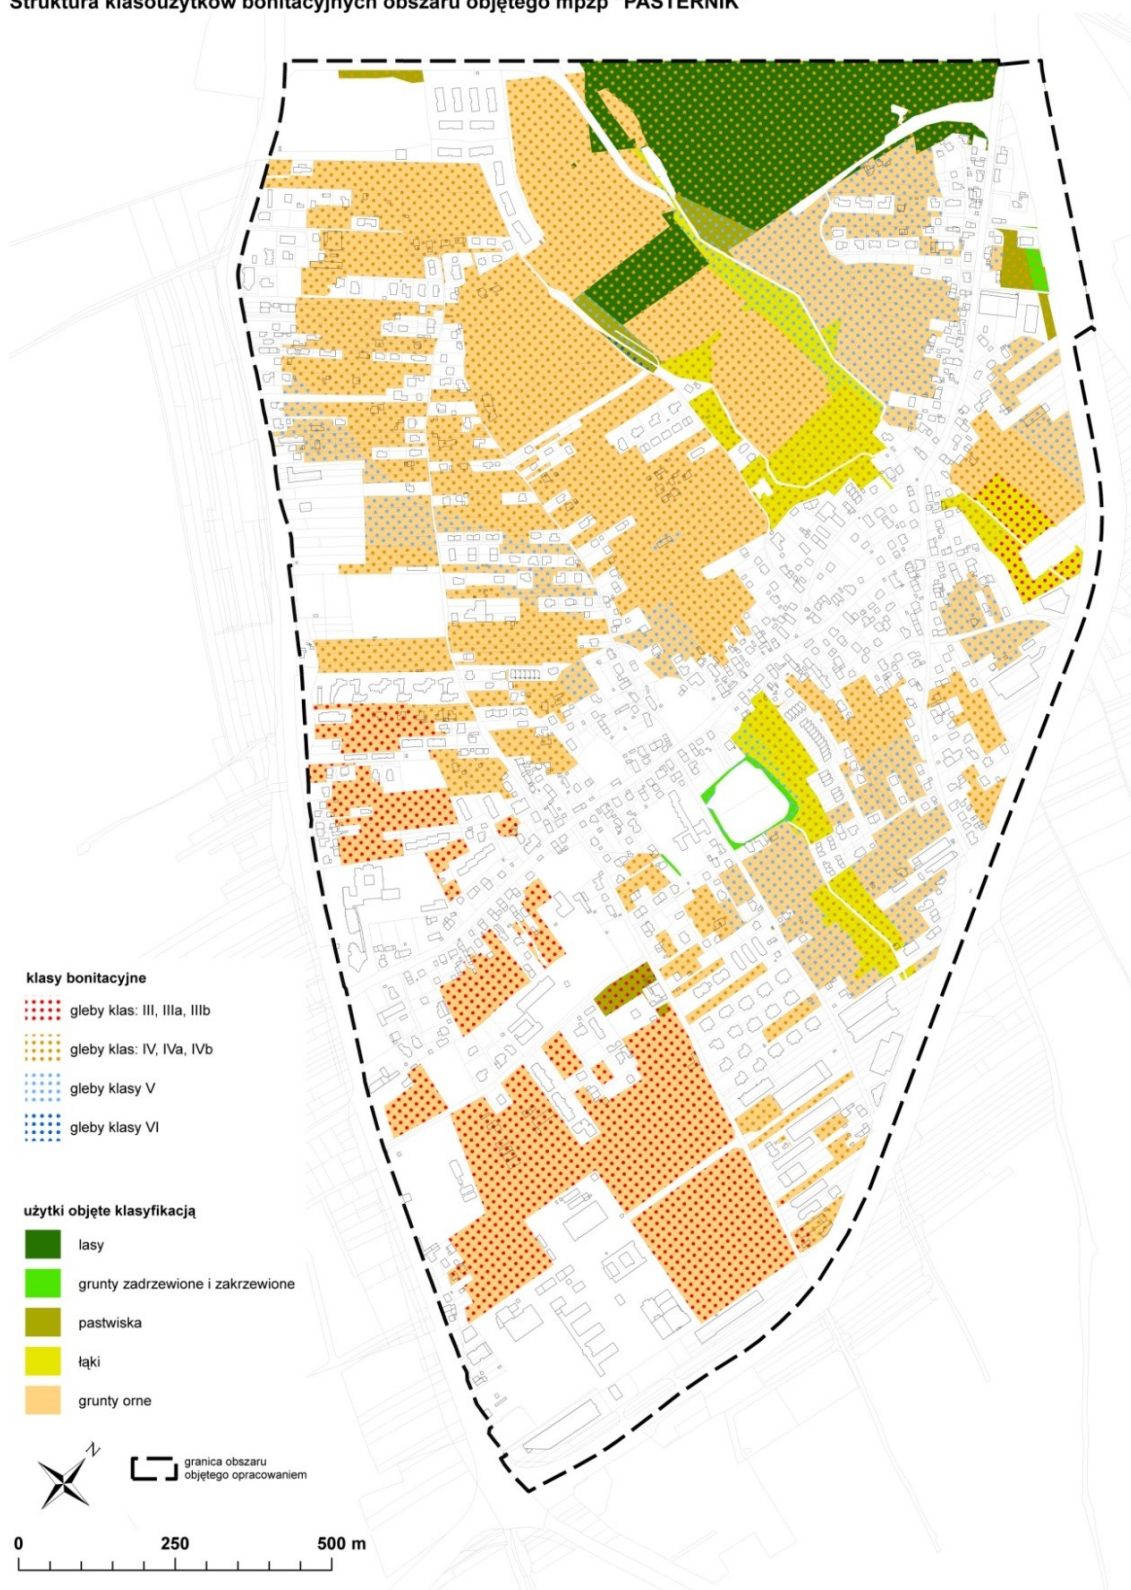 Struktura klasoużytków bonitacyjnych obszaru objętego mpzp "PASTERNIK"
klasy bonitacyjne
gleby klas: III, IIIa, IIIb
gleby klas: IV, IVa, IVb
gleby klasy V
gleby klasy VI
użytki objęte klasyfikacją
lasy
grunty zadrzewione i zakrzewione
pastwiska
łąki
grunty orne
N
granica obszaru
objętego opracowaniem
0 250 500 m